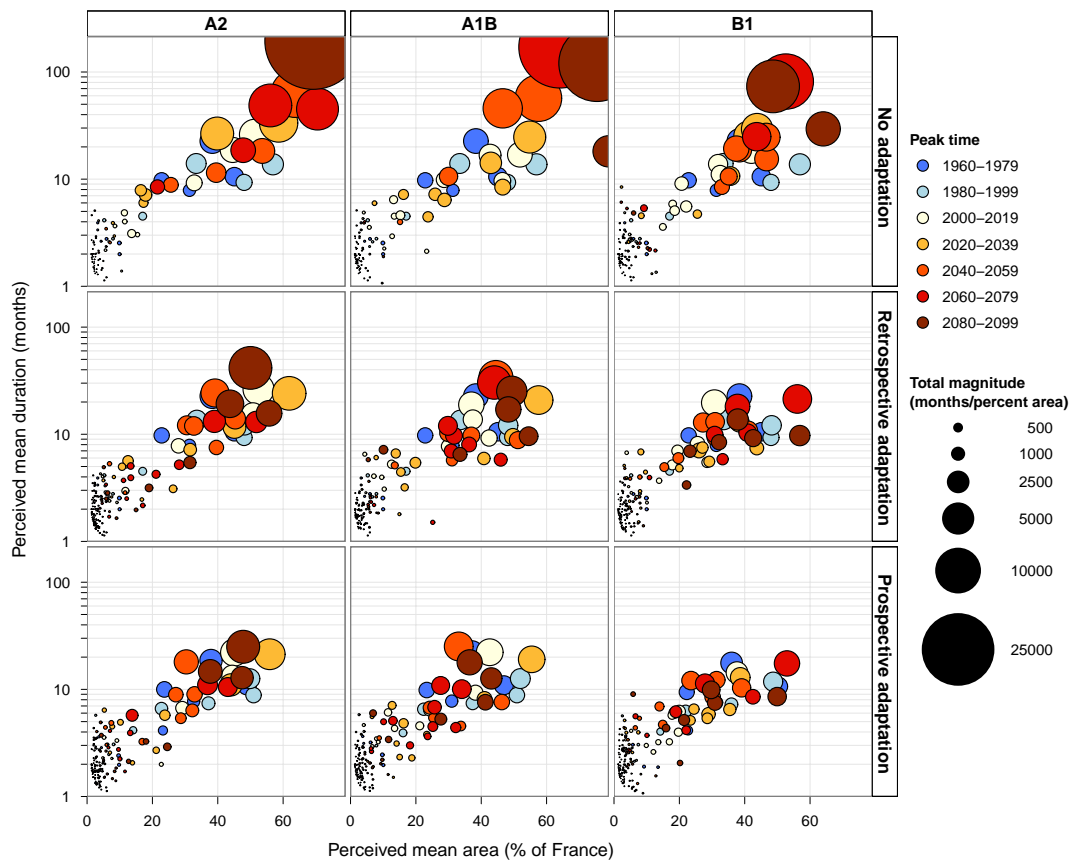 A2
A1B
B1
100
10
1
No adaptation
100
10
1
Retrospective adaptation
100
10
1
Prospective adaptation
0 20 40 60
0 20 40 60
0 20 40 60
Perceived mean duration (months)
Perceived mean area (% of France)
Peak time
1960−1979
1980−1999
2000−2019
2020−2039
2040−2059
2060−2079
2080−2099
Total magnitude
(months/percent area)
500
1000
2500
5000
10000
25000